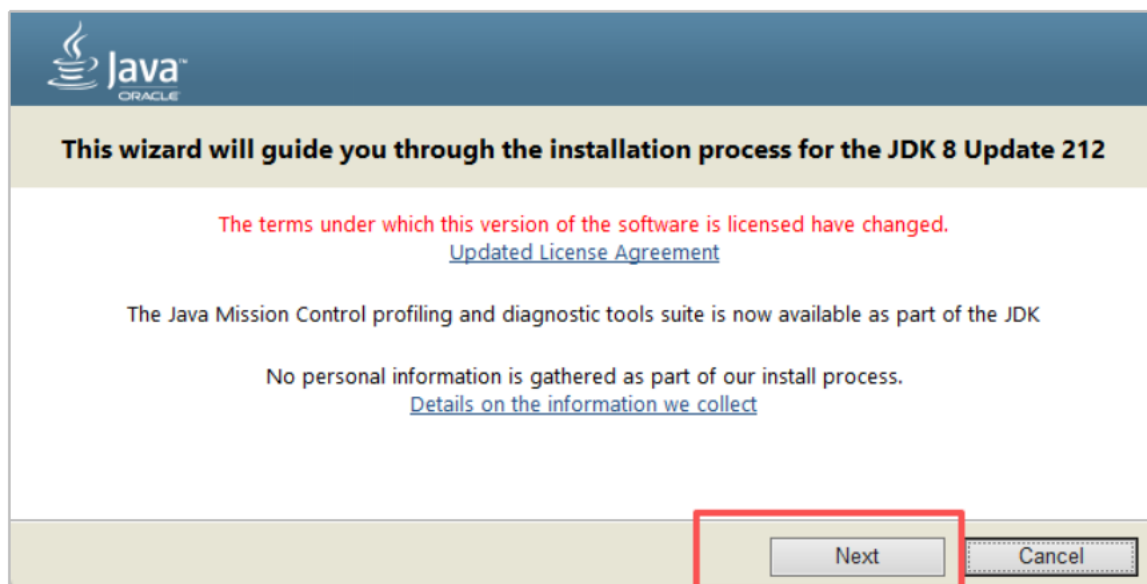 Java™
ORACLE
This wizard will guide you through the installation process for the JDK 8 Update 212
The terms under which this version of the software is licensed have changed.
Updated License Agreement
The Java Mission Control profiling and diagnostic tools suite is now available as part of the JDK
No personal information is gathered as part of our install process.
Details on the information we collect
Next
Cancel